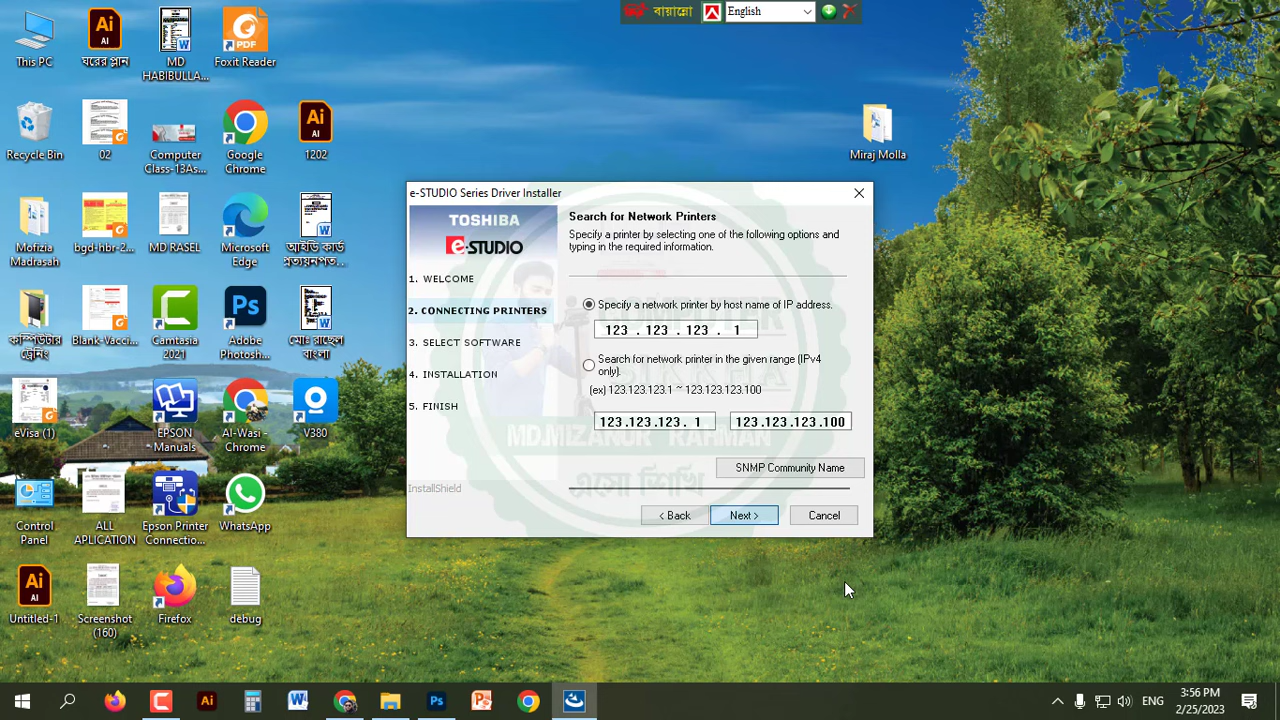 বায়ান্নো
English
This PC
ঘরের প্লান
MD
HABIBULLA...
Foxit Reader
Recycle Bin
02
Computer
Class-13As...
Google
Chrome
1202
Miraj Molla
Mofizia
Madrasah
bgd-hbr-2...
MD RASEL
Microsoft
Edge
আইডি কার্ড
প্রত্যয়নপত...
কম্পিউটার
ট্রেনিং
Blank-Vacci...
Camtasia
2021
Adobe
Photosh...
মোঃ রাছেল
বাংলা
eVisa (1)
EPSON
Manuals
Al-Wasi -
Chrome
V380
Control
Panel
ALL
APLICATION
Epson Printer
Connectio...
WhatsApp
Untitled-1
Screenshot
(160)
Firefox
debug
e-STUDIO Series Driver Installer
TOSHIBA
e-STUDIO
1. WELCOME
2. CONNECTING PRINTERS
3. SELECT SOFTWARE
4. INSTALLATION
5. FINISH
InstallShield
Search for Network Printers
Specify a printer by selecting one of the following options and
typing in the required information.
Specify a network printer by host name of IP address.
123 . 123 . 123 . 1
Search for network printer in the given range (IPv4
only).
(ex) 123.123.123.1 ~ 123.123.123.100
123.123.123. 1
123.123.123.100
MD.MIZANUR RAHMAN
এসো শিখি
SNMP Community Name
< Back
Next >
Cancel
ENG
3:56 PM
2/25/2023